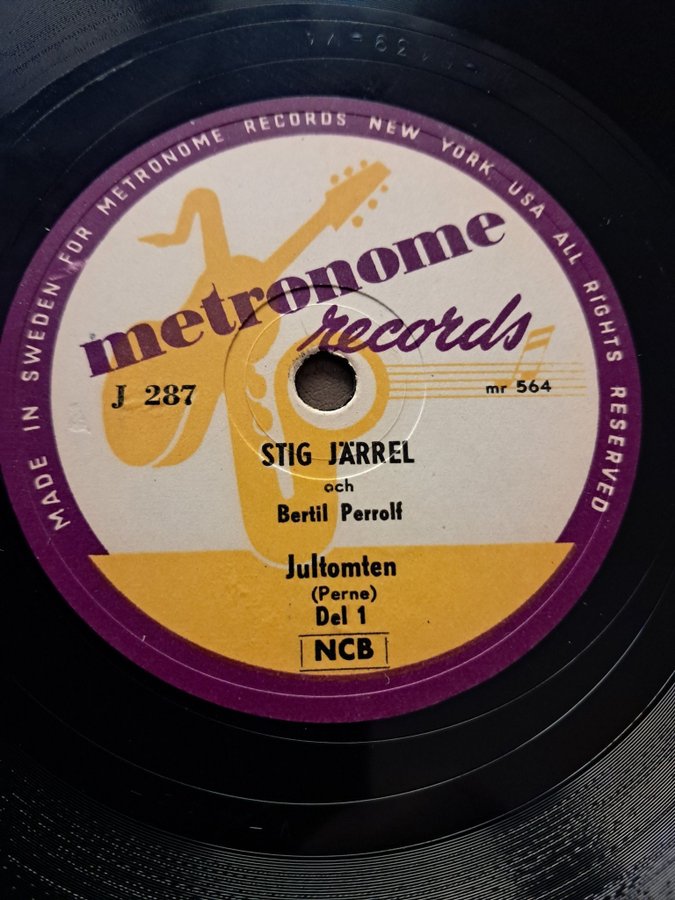 MADE IN SWEDEN FOR METRONOME RECORDS NEW YORK USA ALL RIGHTS RESERVED
metronome
records
J 287
mr 564
STIG JÄRREL
och
Bertil Perrolf
Jultomten
(Perne)
Del 1
NCB